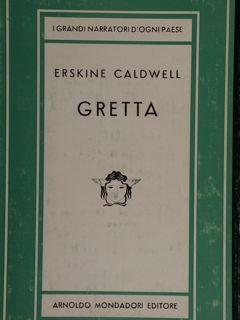 I GRANDI NARRATORI D'OGNI PAESE
ERSKINE CALDWELL
GRETTA
ARNOLDO MONDADORI EDITORE